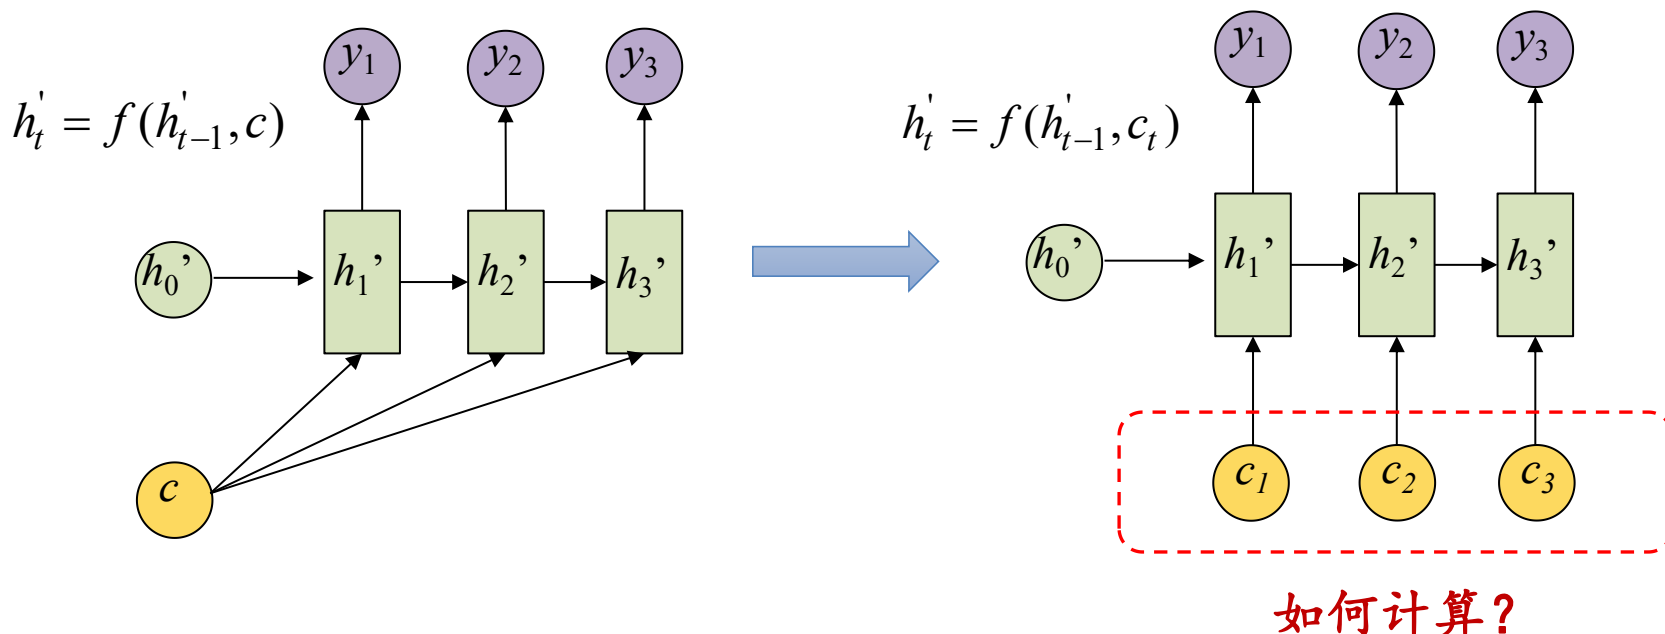 y₁ y₂ y₃
h'ₜ = f(h'ₜ₋₁, c)
h₀’ h₁’ h₂’ h₃’
c
y₁ y₂ y₃
h'ₜ = f(h'ₜ₋₁, cₜ)
h₀’ h₁’ h₂’ h₃’
c₁ c₂ c₃
如何计算？